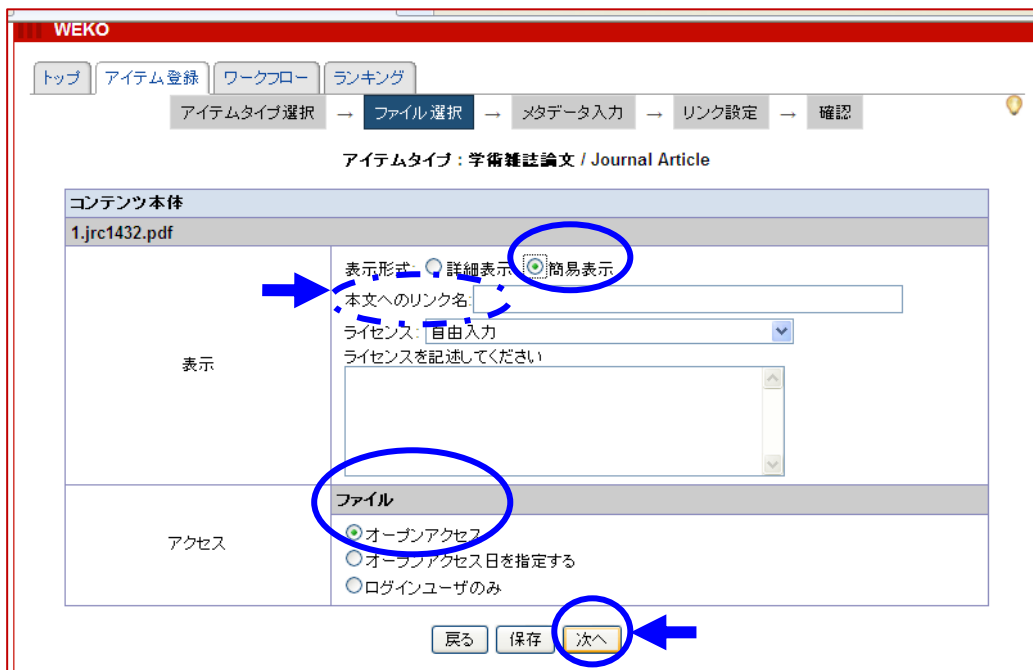 WEKO
トップ アイテム登録 ワークフロー ランキング
アイテムタイプ選択 → ファイル選択 → メタデータ入力 → リンク設定 → 確認
アイテムタイプ : 学術雑誌論文 / Journal Article
コンテンツ本体
1.jrc1432.pdf
表示
表示形式: 詳細表示 簡易表示
本文へのリンク名:
ライセンス: 自由入力
ライセンスを記述してください
アクセス
ファイル
オープンアクセス
オープンアクセス日を指定する
ログインユーザのみ
戻る 保存 次へ